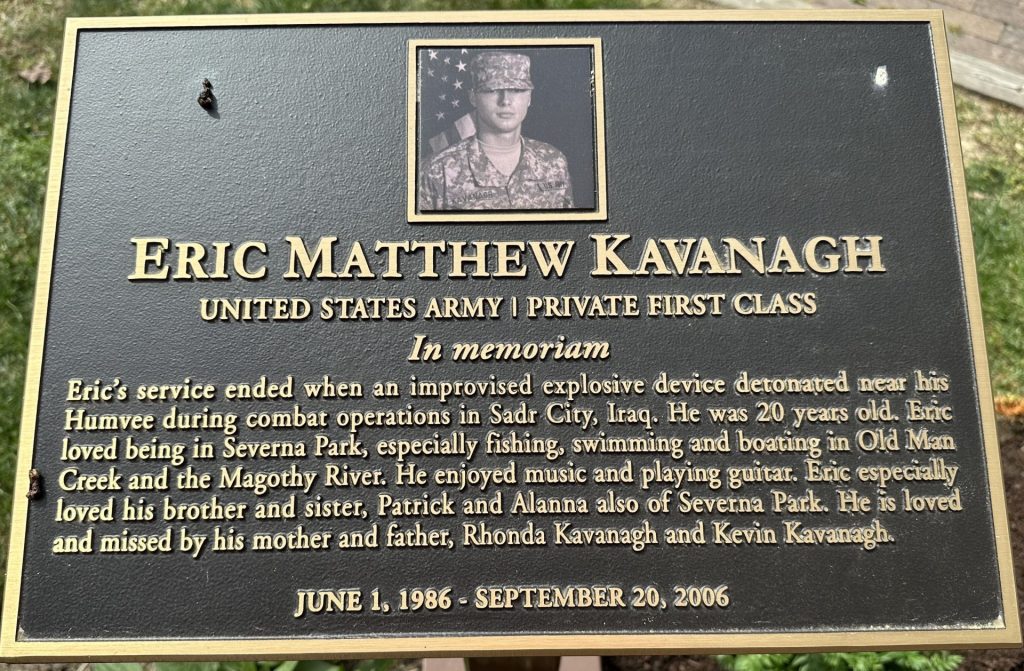 ERIC MATTHEW KAVANAGH
UNITED STATES ARMY | PRIVATE FIRST CLASS
In memoriam
Eric's service ended when an improvised explosive device detonated near his
Humvee during combat operations in Sadr City, Iraq. He was 20 years old. Eric
loved being in Severna Park, especially fishing, swimming and boating in Old Man
Creek and the Magothy River. He enjoyed music and playing guitar. Eric especially
loved his brother and sister, Patrick and Alanna also of Severna Park. He is loved
and missed by his mother and father, Rhonda Kavanagh and Kevin Kavanagh.
JUNE 1, 1986 - SEPTEMBER 20, 2006